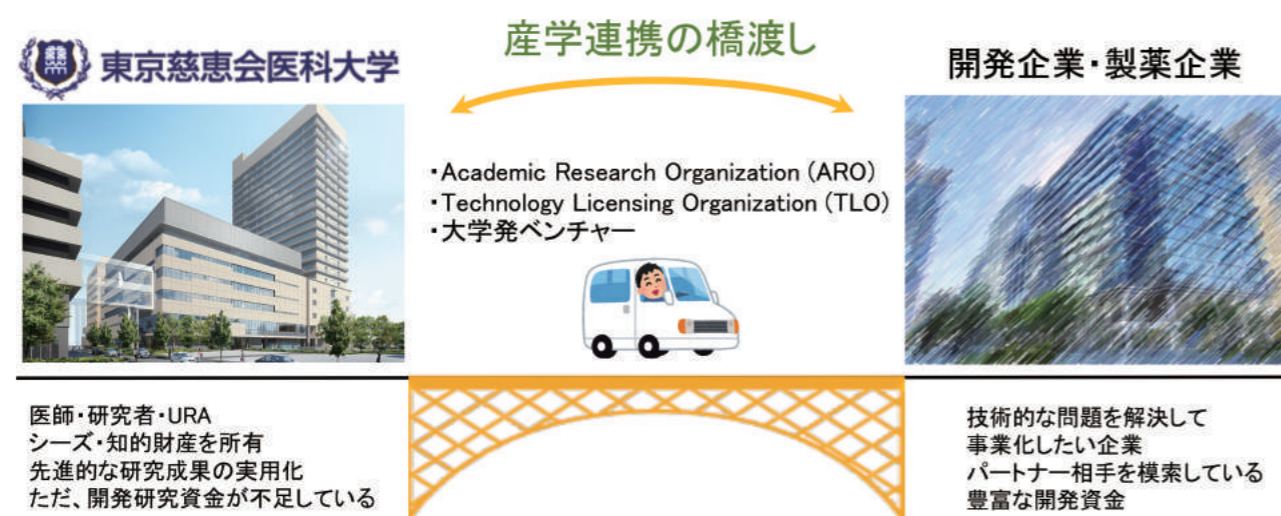 東京慈恵会医科大学
産学連携の橋渡し
開発企業・製薬企業
・Academic Research Organization (ARO)
・Technology Licensing Organization (TLO)
・大学発ベンチャー
医師・研究者・URA
シーズ・知的財産を所有
先進的な研究成果の実用化
ただ、開発研究資金が不足している
技術的な問題を解決して
事業化したい企業
パートナー相手を模索している
豊富な開発資金